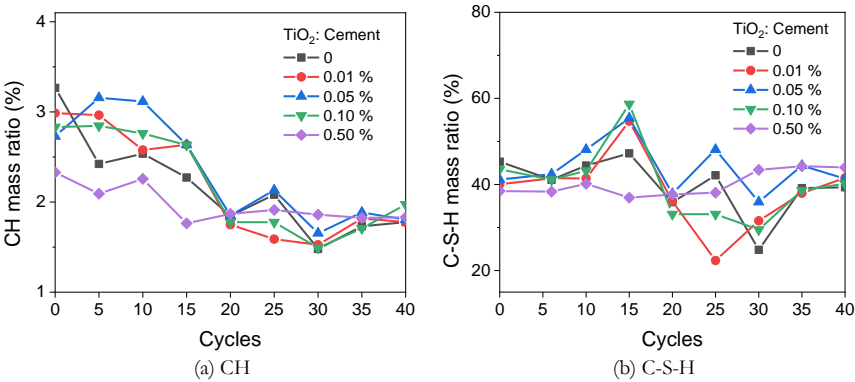 4
3
2
1
CH mass ratio (%)
TiO₂: Cement
0
0.01 %
0.05 %
0.10 %
0.50 %
0 5 10 15 20 25 30 35 40
Cycles
(a) CH
80
60
40
20
C-S-H mass ratio (%)
TiO₂: Cement
0
0.01 %
0.05 %
0.10 %
0.50 %
0 5 10 15 20 25 30 35 40
Cycles
(b) C-S-H